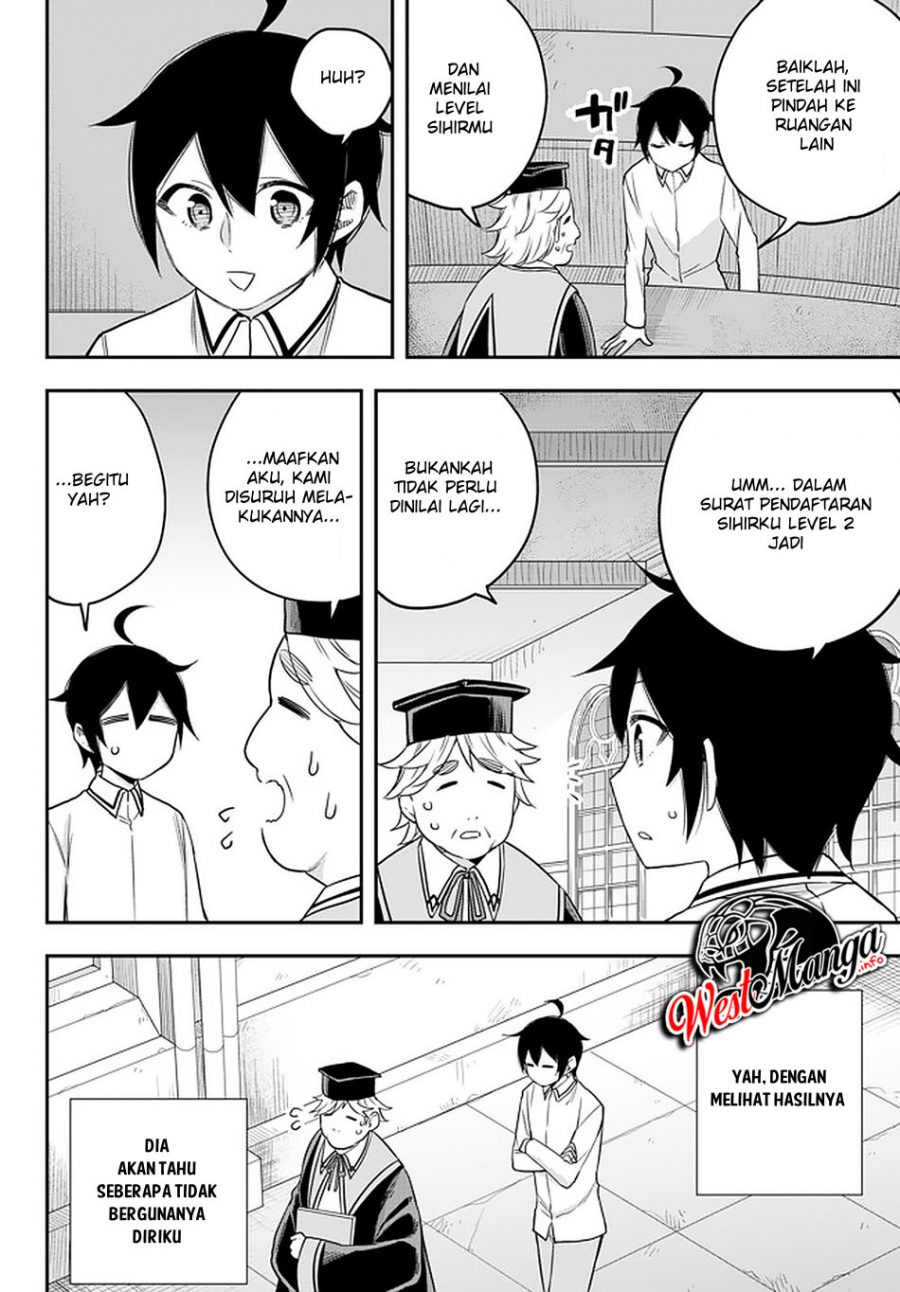 BAIKLAH,
SETELAH INI
PINDAH KE
RUANGAN
LAIN
ガタ
DAN
MENILAI
LEVEL
SIHIRMU
HUH?
UMM... DALAM
SURAT PENDAFTARAN
SIHIRKU LEVEL 2
JADI
BUKANKAH
TIDAK PERLU
DINILAI LAGI...
...MAAFKAN
AKU, KAMI
DISURUH MELA-
KUKANNYA...
...BEGITU
YAH?
WestManga
.info
YAH, DENGAN
MELIHAT HASILNYA
DIA
AKAN TAHU
SEBERAPA TIDAK
BERGUNANYA
DIRIKU